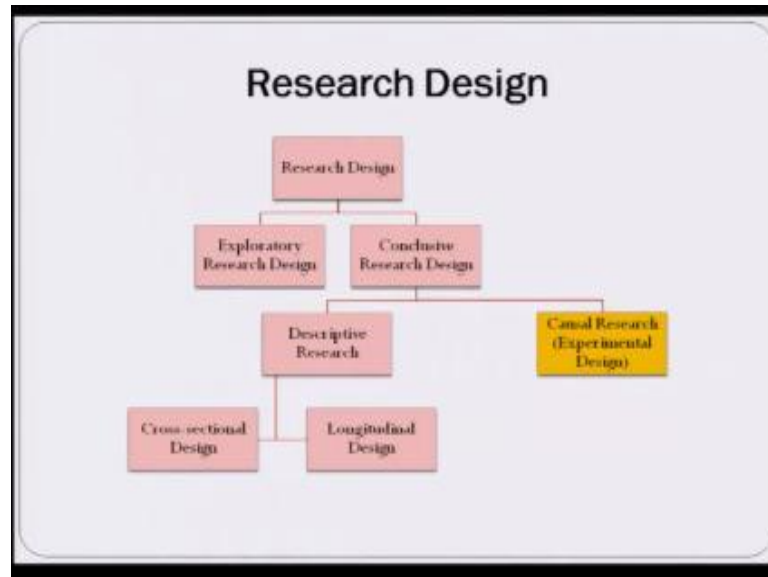 Research Design
Research Design
Exploratory
Research Design
Conclusive
Research Design
Descriptive
Research
Causal Research
(Experimental
Design)
Cross-sectional
Design
Longitudinal
Design